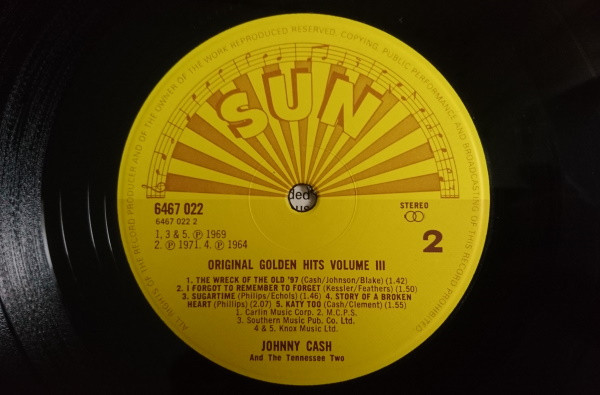 ALL RIGHTS OF THE RECORD PRODUCER AND OF THE OWNER OF THE WORK REPRODUCED RESERVED. COPYING, PUBLIC PERFORMANCE AND BROADCASTING OF THIS RECORD PROHIBITED
SUN
ded
us
6467 022
6467 022 2
STEREO
2
1, 3 & 5. ℗ 1969
2. ℗ 1971. 4. ℗ 1964
ORIGINAL GOLDEN HITS VOLUME III
1. THE WRECK OF THE OLD '97 (Cash/Johnson/Blake) (1.42)
2. I FORGOT TO REMEMBER TO FORGET (Kessler/Feathers) (1.50)
3. SUGARTIME (Phillips/Echols) (1.46) 4. STORY OF A BROKEN
HEART (Phillips) (2.07) 5. KATY TOO (Cash/Clement) (1.55)
1. Carlin Music Corp. 2. M.C.P.S.
3. Southern Music Pub. Co. Ltd.
4 & 5. Knox Music Ltd.
JOHNNY CASH
And The Tennessee Two